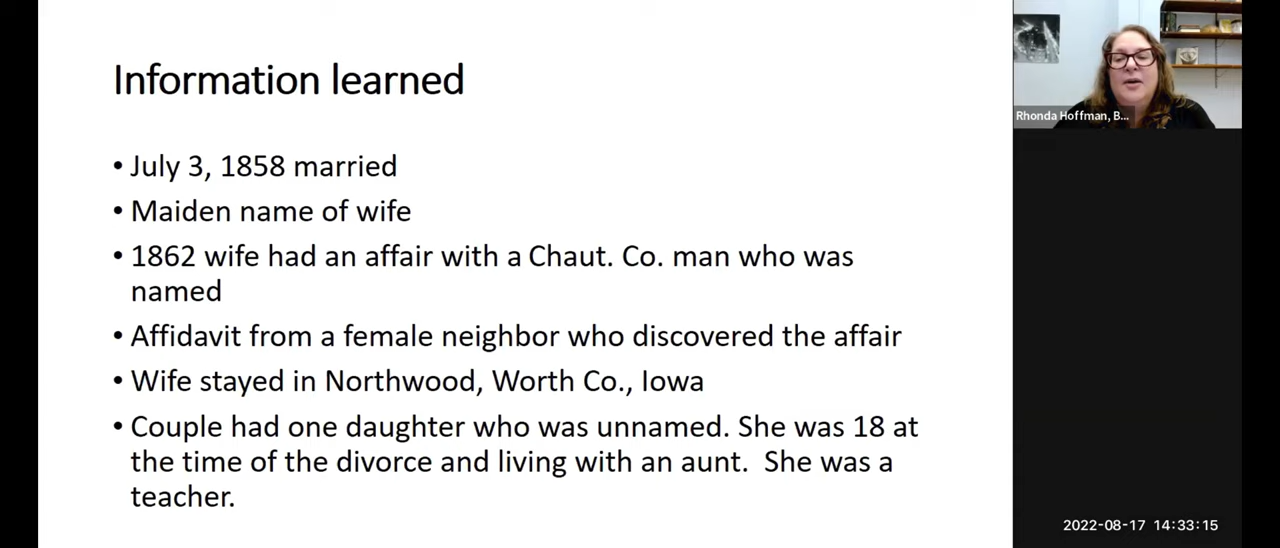 Information learned
• July 3, 1858 married
• Maiden name of wife
• 1862 wife had an affair with a Chaut. Co. man who was
named
• Affidavit from a female neighbor who discovered the affair
• Wife stayed in Northwood, Worth Co., Iowa
• Couple had one daughter who was unnamed. She was 18 at
the time of the divorce and living with an aunt.  She was a
teacher.
Rhonda Hoffman, B...
2022-08-17 14:33:15